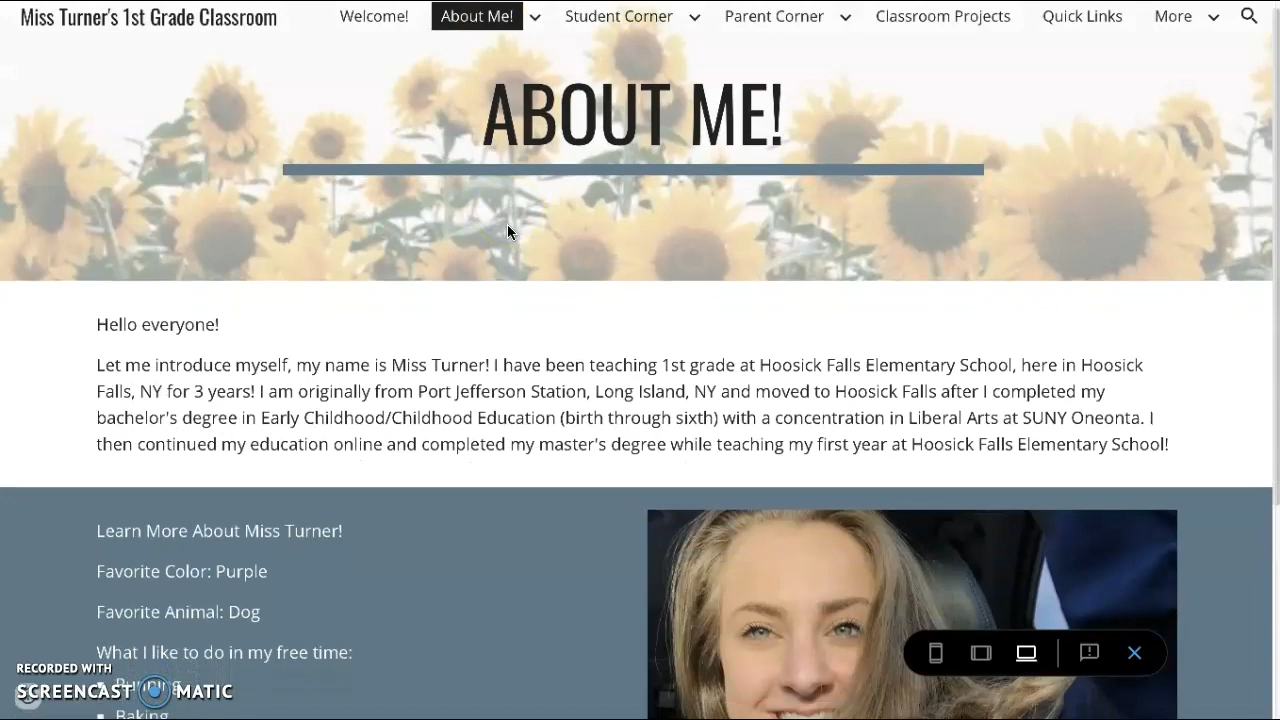 Miss Turner's 1st Grade Classroom
Welcome!
About Me!
Student Corner
Parent Corner
Classroom Projects
Quick Links
More
ABOUT ME!
Hello everyone!
Let me introduce myself, my name is Miss Turner! I have been teaching 1st grade at Hoosick Falls Elementary School, here in Hoosick
Falls, NY for 3 years! I am originally from Port Jefferson Station, Long Island, NY and moved to Hoosick Falls after I completed my
bachelor's degree in Early Childhood/Childhood Education (birth through sixth) with a concentration in Liberal Arts at SUNY Oneonta. I
then continued my education online and completed my master's degree while teaching my first year at Hoosick Falls Elementary School!
Learn More About Miss Turner!
Favorite Color: Purple
Favorite Animal: Dog
What I like to do in my free time:
Baking
RECORDED WITH
SCREENCAST MATIC